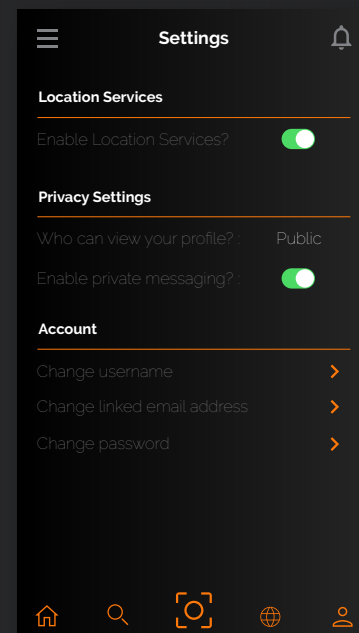 Settings
Location Services
Enable Location Services?
Privacy Settings
Who can view your profile? : Public
Enable private messaging? :
Account
Change username
Change linked email address
Change password